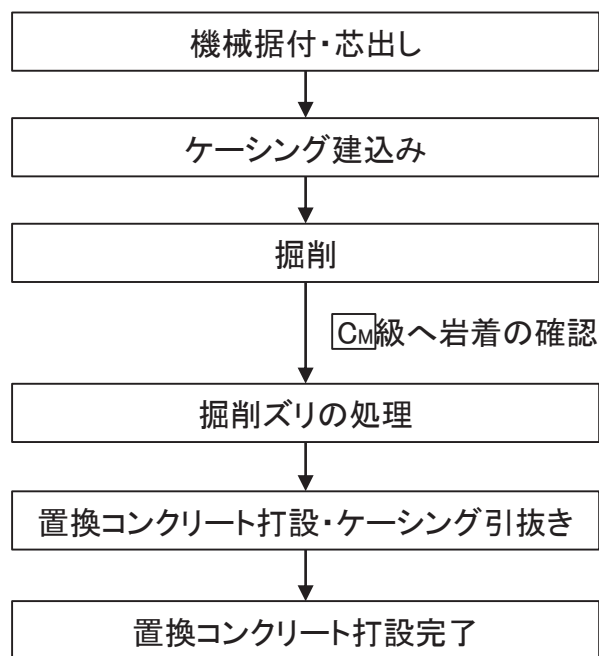 機械据付・芯出し
ケーシング建込み
掘削
CM級へ岩着の確認
掘削ズリの処理
置換コンクリート打設・ケーシング引抜き
置換コンクリート打設完了